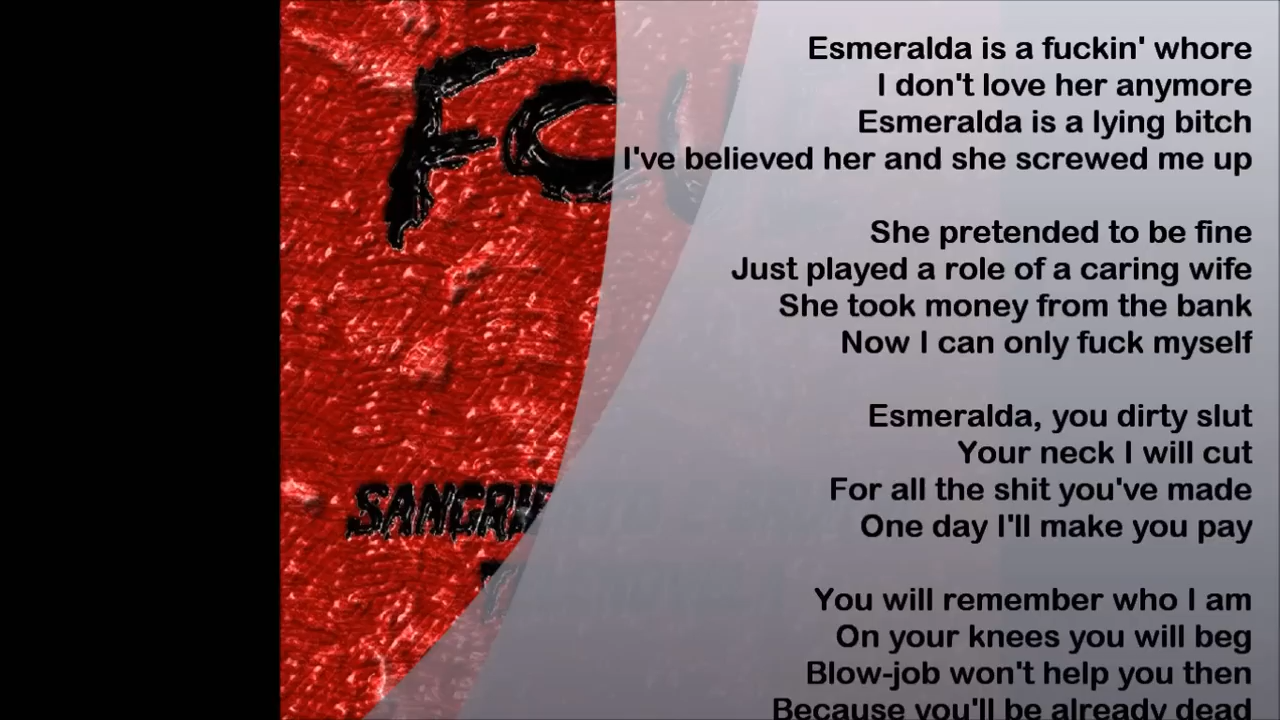 FO
SANGRI
Esmeralda is a fuckin' whore
I don't love her anymore
Esmeralda is a lying bitch
I've believed her and she screwed me up
She pretended to be fine
Just played a role of a caring wife
She took money from the bank
Now I can only fuck myself
Esmeralda, you dirty slut
Your neck I will cut
For all the shit you've made
One day I'll make you pay
You will remember who I am
On your knees you will beg
Blow-job won't help you then
Because you'll be already dead